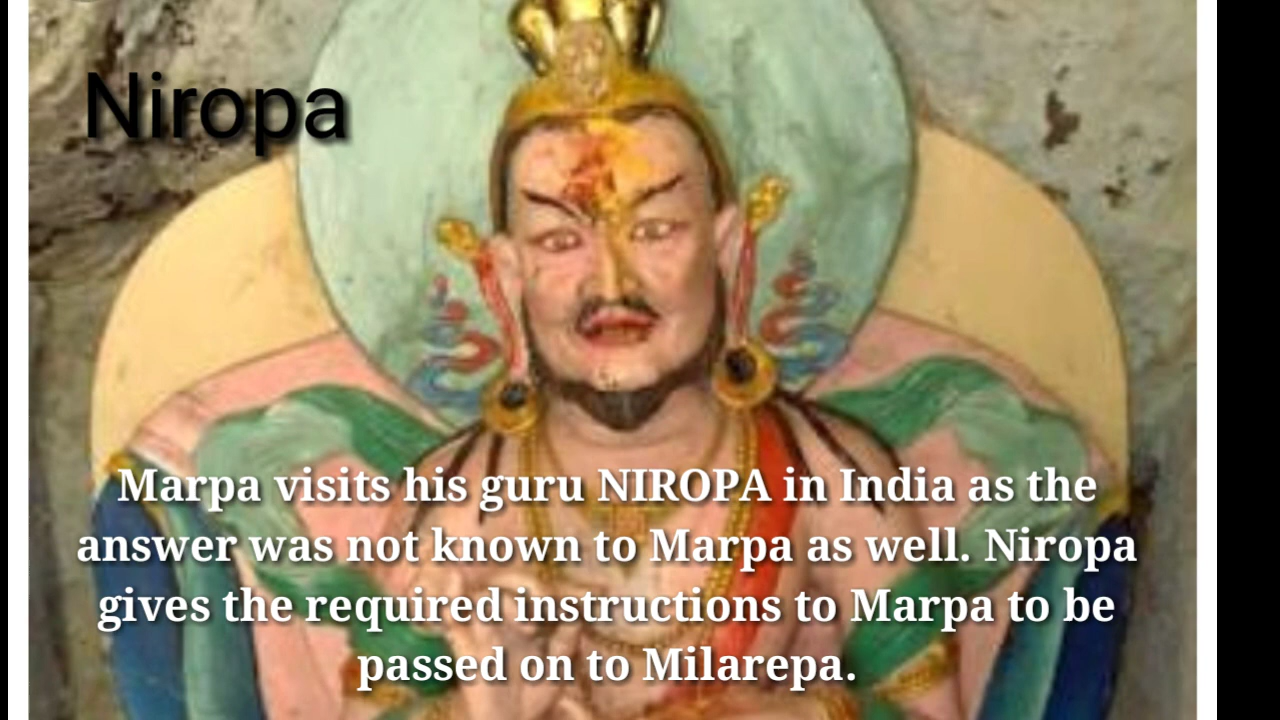 Niropa
Marpa visits his guru NIROPA in India as the
answer was not known to Marpa as well. Niropa
gives the required instructions to Marpa to be
passed on to Milarepa.